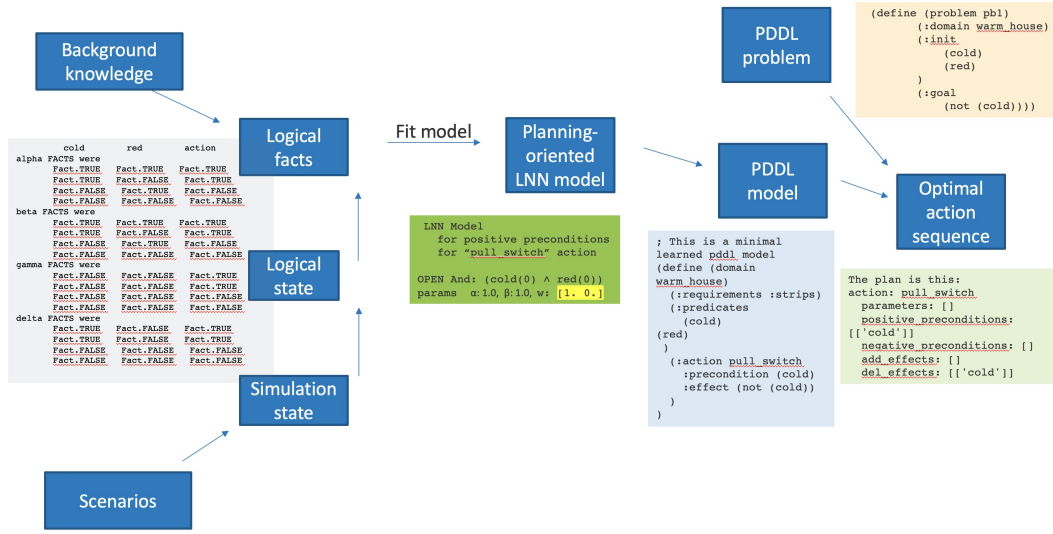 Background
knowledge
cold red action
alpha FACTS were
Fact.TRUE Fact.TRUE Fact.TRUE
Fact.TRUE Fact.FALSE Fact.TRUE
Fact.FALSE Fact.TRUE Fact.FALSE
Fact.FALSE Fact.FALSE Fact.FALSE
beta FACTS were
Fact.TRUE Fact.TRUE Fact.TRUE
Fact.TRUE Fact.FALSE Fact.TRUE
Fact.FALSE Fact.TRUE Fact.FALSE
Fact.FALSE Fact.FALSE Fact.FALSE
gamma FACTS were
Fact.FALSE Fact.FALSE Fact.TRUE
Fact.FALSE Fact.FALSE Fact.TRUE
Fact.FALSE Fact.FALSE Fact.FALSE
Fact.FALSE Fact.FALSE Fact.FALSE
delta FACTS were
Fact.TRUE Fact.FALSE Fact.TRUE
Fact.TRUE Fact.FALSE Fact.TRUE
Fact.FALSE Fact.FALSE Fact.FALSE
Fact.FALSE Fact.FALSE Fact.FALSE
Logical
facts
Logical
state
Simulation
state
Scenarios
Fit model
Planning-
oriented
LNN model
LNN Model
for positive preconditions
for "pull_switch" action
OPEN And: (cold(0) ∧ red(0))
params α: 1.0, β: 1.0, w: [1. 0.]
PDDL
problem
(define (problem pb1)
(:domain warm_house)
(:init
(cold)
(red)
)
(:goal
(not (cold))))
PDDL
model
; This is a minimal
learned pddl model
(define (domain
warm_house)
(:requirements :strips)
(:predicates
(cold)
(red)
)
(:action pull_switch
:precondition (cold)
:effect (not (cold))
)
)
Optimal
action
sequence
The plan is this:
action: pull_switch
parameters: []
positive_preconditions:
[['cold']]
negative_preconditions: []
add_effects: []
del_effects: [['cold']]